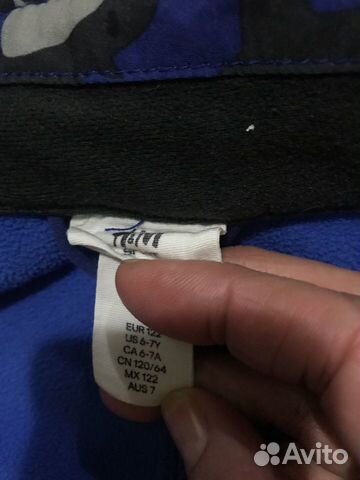 H&M
EUR 122
US 6-7Y
CA 6-7A
CN 120/64
MX 122
AUS 7
Avito